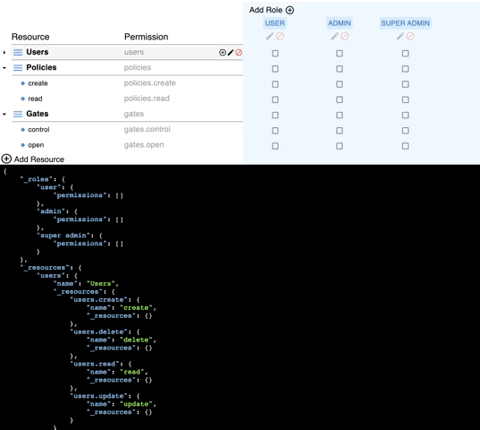 Add Role
USER ADMIN SUPER ADMIN
Resource Permission
Users users
Policies policies
create policies.create
read policies.read
Gates gates
control gates.control
open gates.open
Add Resource
{
    "_roles": {
        "user": {
            "permissions": []
        },
        "admin": {
            "permissions": []
        },
        "super admin": {
            "permissions": []
        }
    },
    "_resources": {
        "users": {
            "name": "Users",
            "_resources": {
                "users.create": {
                    "name": "create",
                    "_resources": {}
                },
                "users.delete": {
                    "name": "delete",
                    "_resources": {}
                },
                "users.read": {
                    "name": "read",
                    "_resources": {}
                },
                "users.update": {
                    "name": "update",
                    "_resources": {}
                }
            }